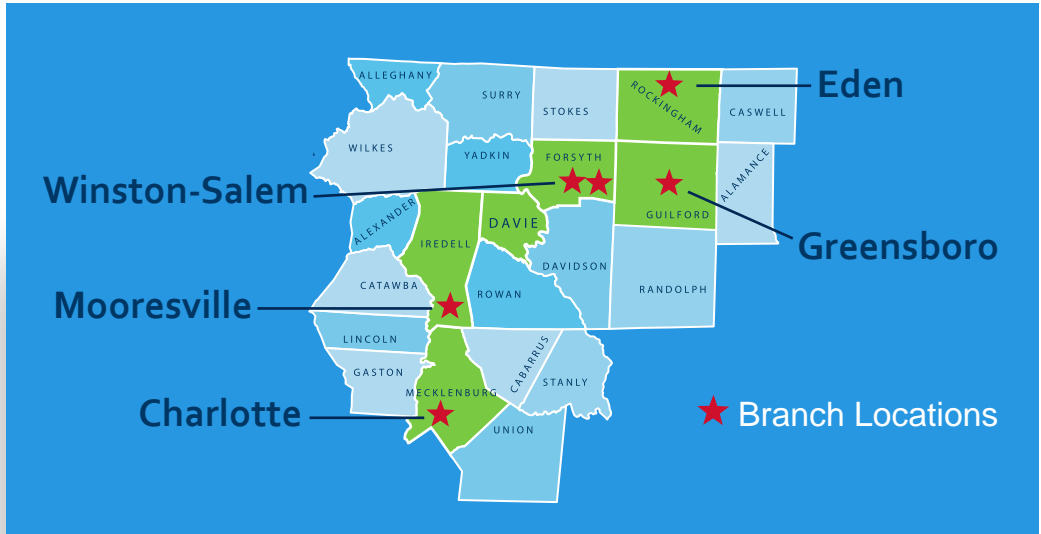 ALLEGHANY
SURRY
STOKES
ROCKINGHAM
CASWELL
Eden
WILKES
YADKIN
FORSYTH
ALAMANCE
Winston-Salem
ALEXANDER
IREDELL
DAVIE
GUILFORD
Greensboro
DAVIDSON
CATAWBA
ROWAN
RANDOLPH
Mooresville
LINCOLN
GASTON
CABARRUS
STANLY
MECKLENBURG
Charlotte
UNION
Branch Locations